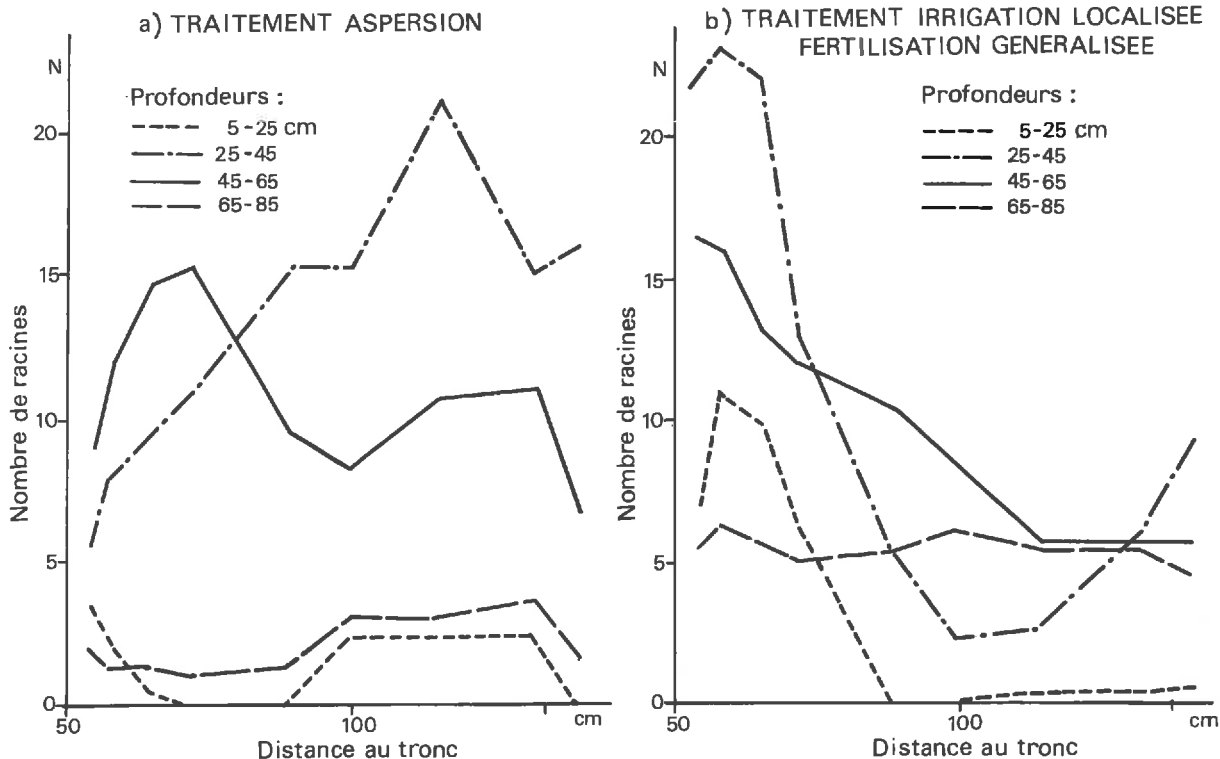 a) TRAITEMENT ASPERSION
N
Profondeurs :
5-25 cm
25-45
45-65
65-85
20
15
10
5
0
Nombre de racines
50
100
cm
Distance au tronc
b) TRAITEMENT IRRIGATION LOCALISEE
FERTILISATION GENERALISEE
N
Profondeurs :
5-25 cm
25-45
45-65
65-85
20
15
10
5
0
Nombre de racines
50
100
cm
Distance au tronc